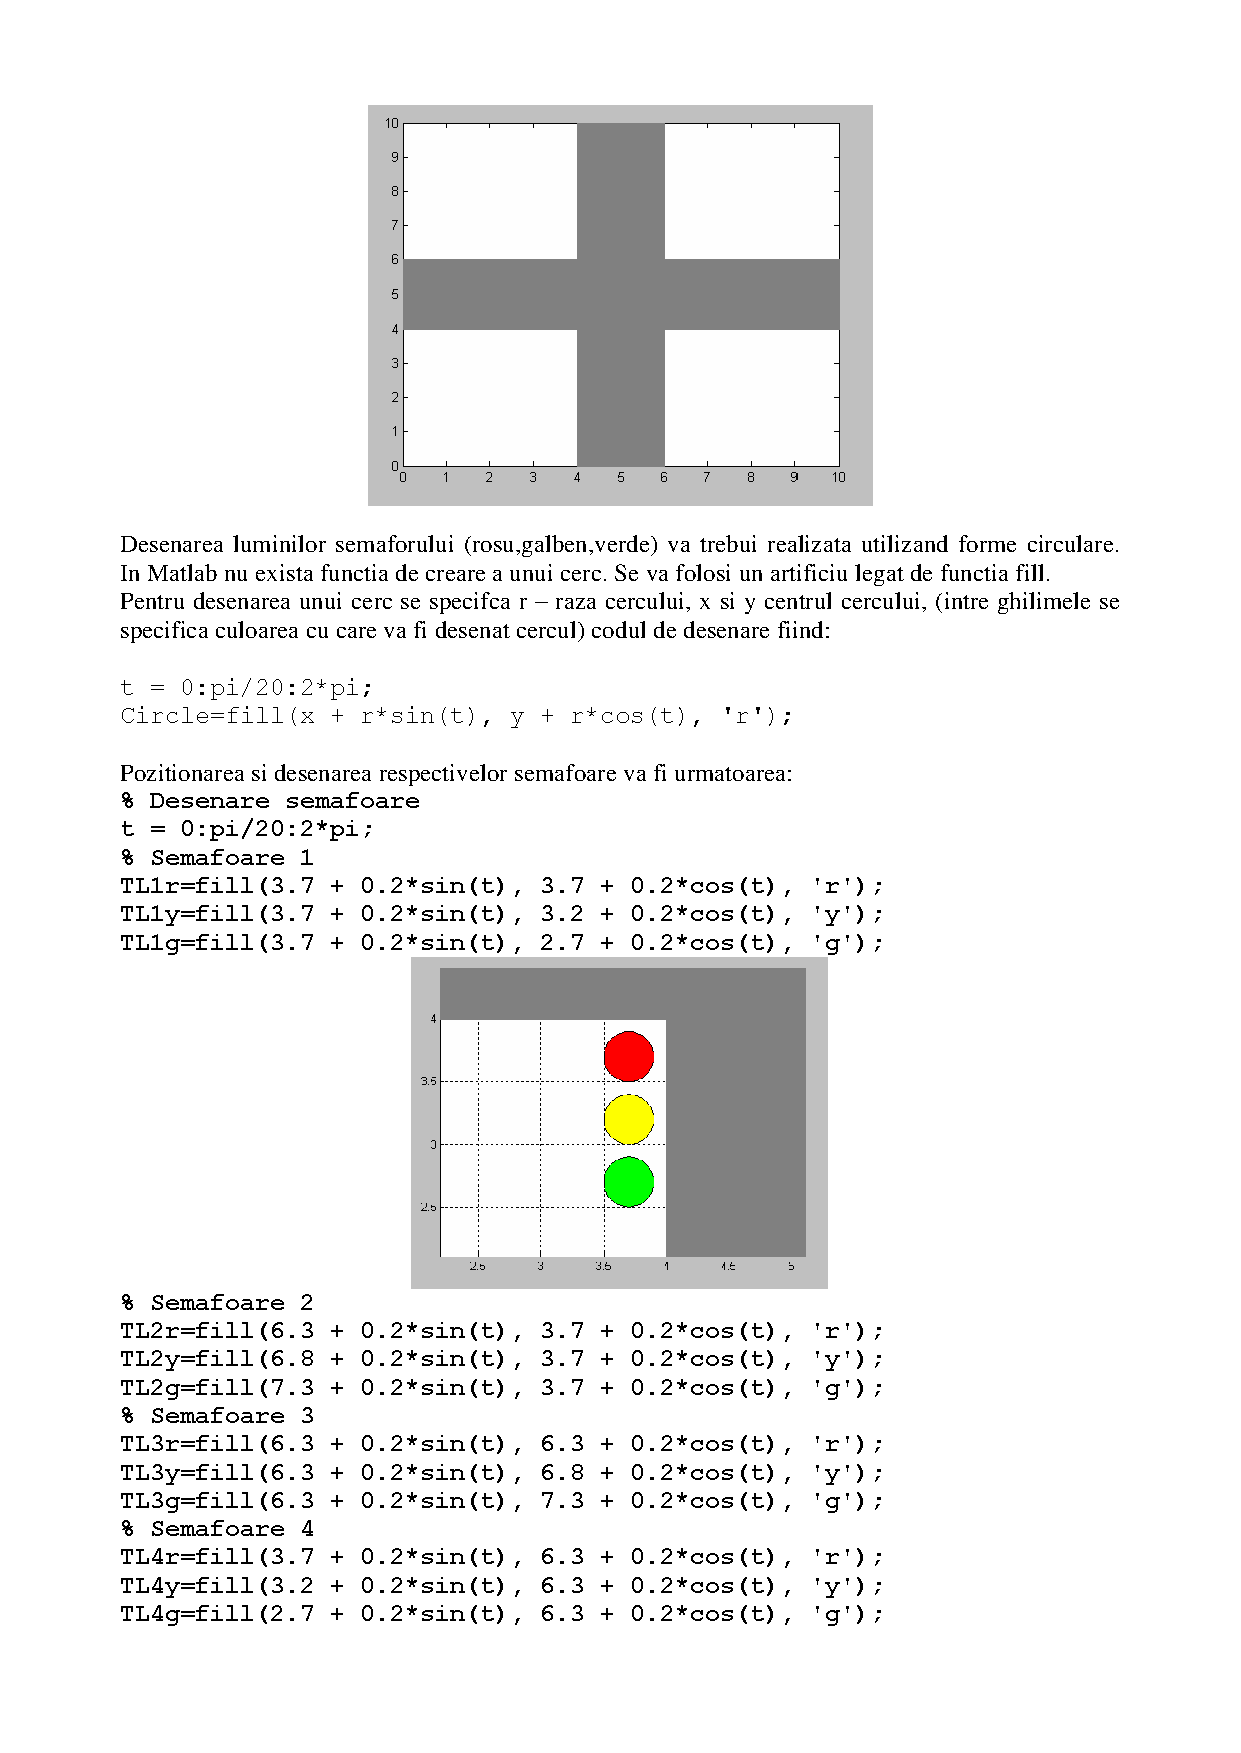 10
9
8
7
6
5
4
3
2
1
0
0 1 2 3 4 5 6 7 8 9 10
Desenarea luminilor semaforului (rosu,galben,verde) va trebui realizata utilizand forme circulare.
In Matlab nu exista functia de creare a unui cerc. Se va folosi un artificiu legat de functia fill.
Pentru desenarea unui cerc se specifca r – raza cercului, x si y centrul cercului, (intre ghilimele se
specifica culoarea cu care va fi desenat cercul) codul de desenare fiind:
t = 0:pi/20:2*pi;
Circle=fill(x + r*sin(t), y + r*cos(t), 'r');
Pozitionarea si desenarea respectivelor semafoare va fi urmatoarea:
% Desenare semafoare
t = 0:pi/20:2*pi;
% Semafoare 1
TL1r=fill(3.7 + 0.2*sin(t), 3.7 + 0.2*cos(t), 'r');
TL1y=fill(3.7 + 0.2*sin(t), 3.2 + 0.2*cos(t), 'y');
TL1g=fill(3.7 + 0.2*sin(t), 2.7 + 0.2*cos(t), 'g');
4
3.5
3
2.5
2.5 3 3.5 4 4.5 5
% Semafoare 2
TL2r=fill(6.3 + 0.2*sin(t), 3.7 + 0.2*cos(t), 'r');
TL2y=fill(6.8 + 0.2*sin(t), 3.7 + 0.2*cos(t), 'y');
TL2g=fill(7.3 + 0.2*sin(t), 3.7 + 0.2*cos(t), 'g');
% Semafoare 3
TL3r=fill(6.3 + 0.2*sin(t), 6.3 + 0.2*cos(t), 'r');
TL3y=fill(6.3 + 0.2*sin(t), 6.8 + 0.2*cos(t), 'y');
TL3g=fill(6.3 + 0.2*sin(t), 7.3 + 0.2*cos(t), 'g');
% Semafoare 4
TL4r=fill(3.7 + 0.2*sin(t), 6.3 + 0.2*cos(t), 'r');
TL4y=fill(3.2 + 0.2*sin(t), 6.3 + 0.2*cos(t), 'y');
TL4g=fill(2.7 + 0.2*sin(t), 6.3 + 0.2*cos(t), 'g');